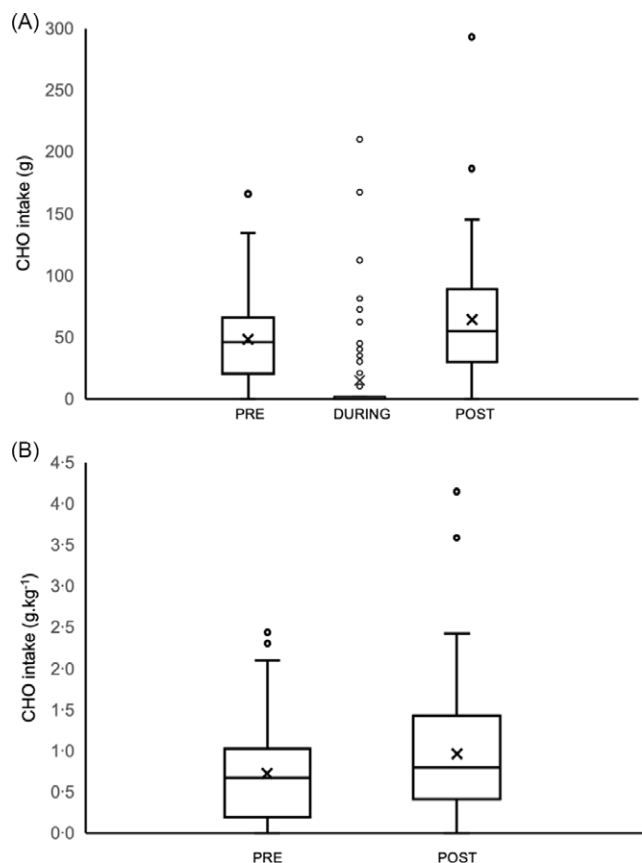 (A)
CHO intake (g)
300
250
200
150
100
50
0
PRE DURING POST
(B)
CHO intake (g.kg⁻¹)
4·5
4·0
3·5
3·0
2·5
2·0
1·5
1·0
0·5
0·0
PRE POST